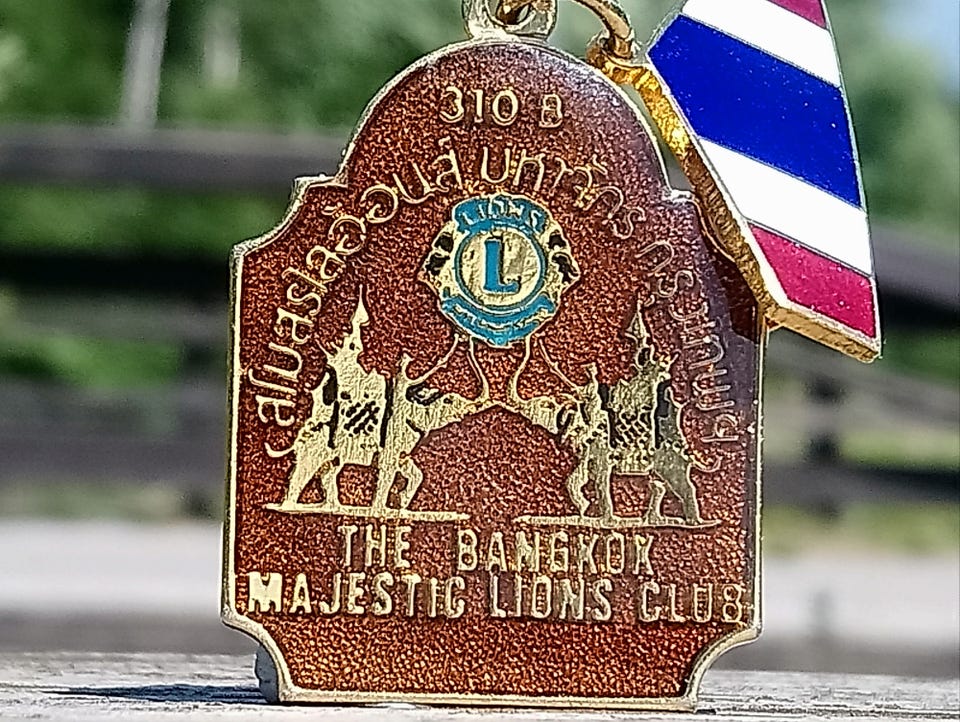 310 B
สโมสรไลอ้อนส์ มหาจักร กรุงเทพฯ
LIONS
L
THE BANGKOK
MAJESTIC LIONS CLUB